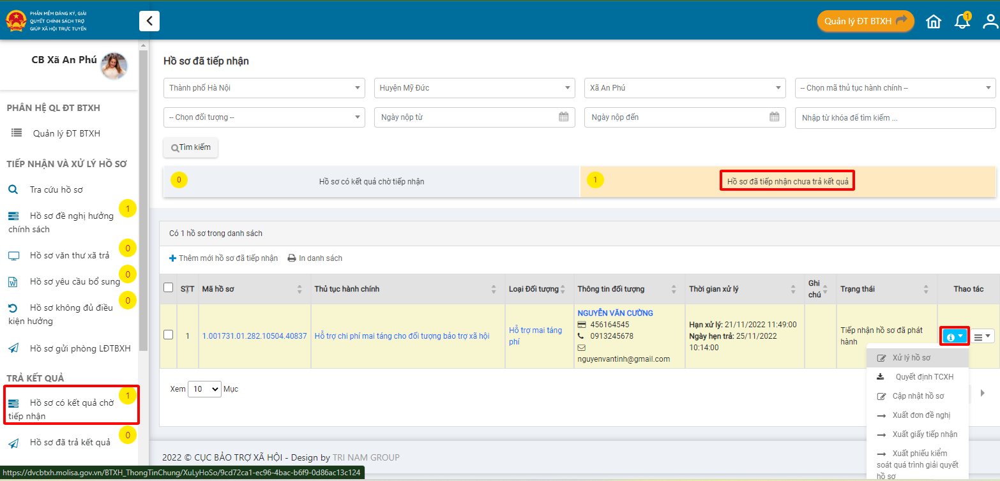 PHẦN MỀM ĐĂNG KÝ, GIẢI
QUYẾT CHÍNH SÁCH TRỢ
GIÚP XÃ HỘI TRỰC TUYẾN
Quản lý ĐT BTXH
1
CB Xã An Phú
PHÂN HỆ QL ĐT BTXH
Quản lý ĐT BTXH
TIẾP NHẬN VÀ XỬ LÝ HỒ SƠ
Tra cứu hồ sơ
Hồ sơ đề nghị hưởng
chính sách
1
Hồ sơ văn thư xã trả
0
Hồ sơ yêu cầu bổ sung
0
Hồ sơ không đủ điều
kiện hưởng
0
Hồ sơ gửi phòng LĐTBXH
TRẢ KẾT QUẢ
Hồ sơ có kết quả chờ
tiếp nhận
1
Hồ sơ đã trả kết quả
0
Hồ sơ đã tiếp nhận
Thành phố Hà Nội
Huyện Mỹ Đức
Xã An Phú
-- Chọn mã thủ tục hành chính --
-- Chọn đối tượng --
Ngày nộp từ
Ngày nộp đến
Nhập từ khóa để tìm kiếm ...
Tìm kiếm
0
Hồ sơ có kết quả chờ tiếp nhận
1
Hồ sơ đã tiếp nhận chưa trả kết quả
Có 1 hồ sơ trong danh sách
Thêm mới hồ sơ đã tiếp nhận
In danh sách
STT
Mã hồ sơ
Thủ tục hành chính
Loại Đối tượng
Thông tin đối tượng
Thời gian xử lý
Ghi
chú
Trạng thái
Thao tác
1
1.001731.01.282.10504.40837
Hỗ trợ chi phí mai táng cho đối tượng bảo trợ xã hội
Hỗ trợ mai táng
phí
NGUYỄN VĂN CƯỜNG
456164545
0913245678
nguyenvantinh@gmail.com
Hạn xử lý: 21/11/2022 11:49:00
Ngày hẹn trả: 25/11/2022
10:14:00
Tiếp nhận hồ sơ đã phát
hành
Xử lý hồ sơ
Quyết định TCXH
Cập nhật hồ sơ
Xuất đơn đề nghị
Xuất giấy tiếp nhận
Xuất phiếu kiểm
soát quá trình giải quyết
hồ sơ
Xem 10 Mục
2022 © CỤC BẢO TRỢ XÃ HỘI - Design by TRI NAM GROUP
https://dvcbtxh.molisa.gov.vn/BTXH_ThongTinChung/XuLyHoSo/9cd72ca1-ec96-4bac-b6f9-0d86ac13c124